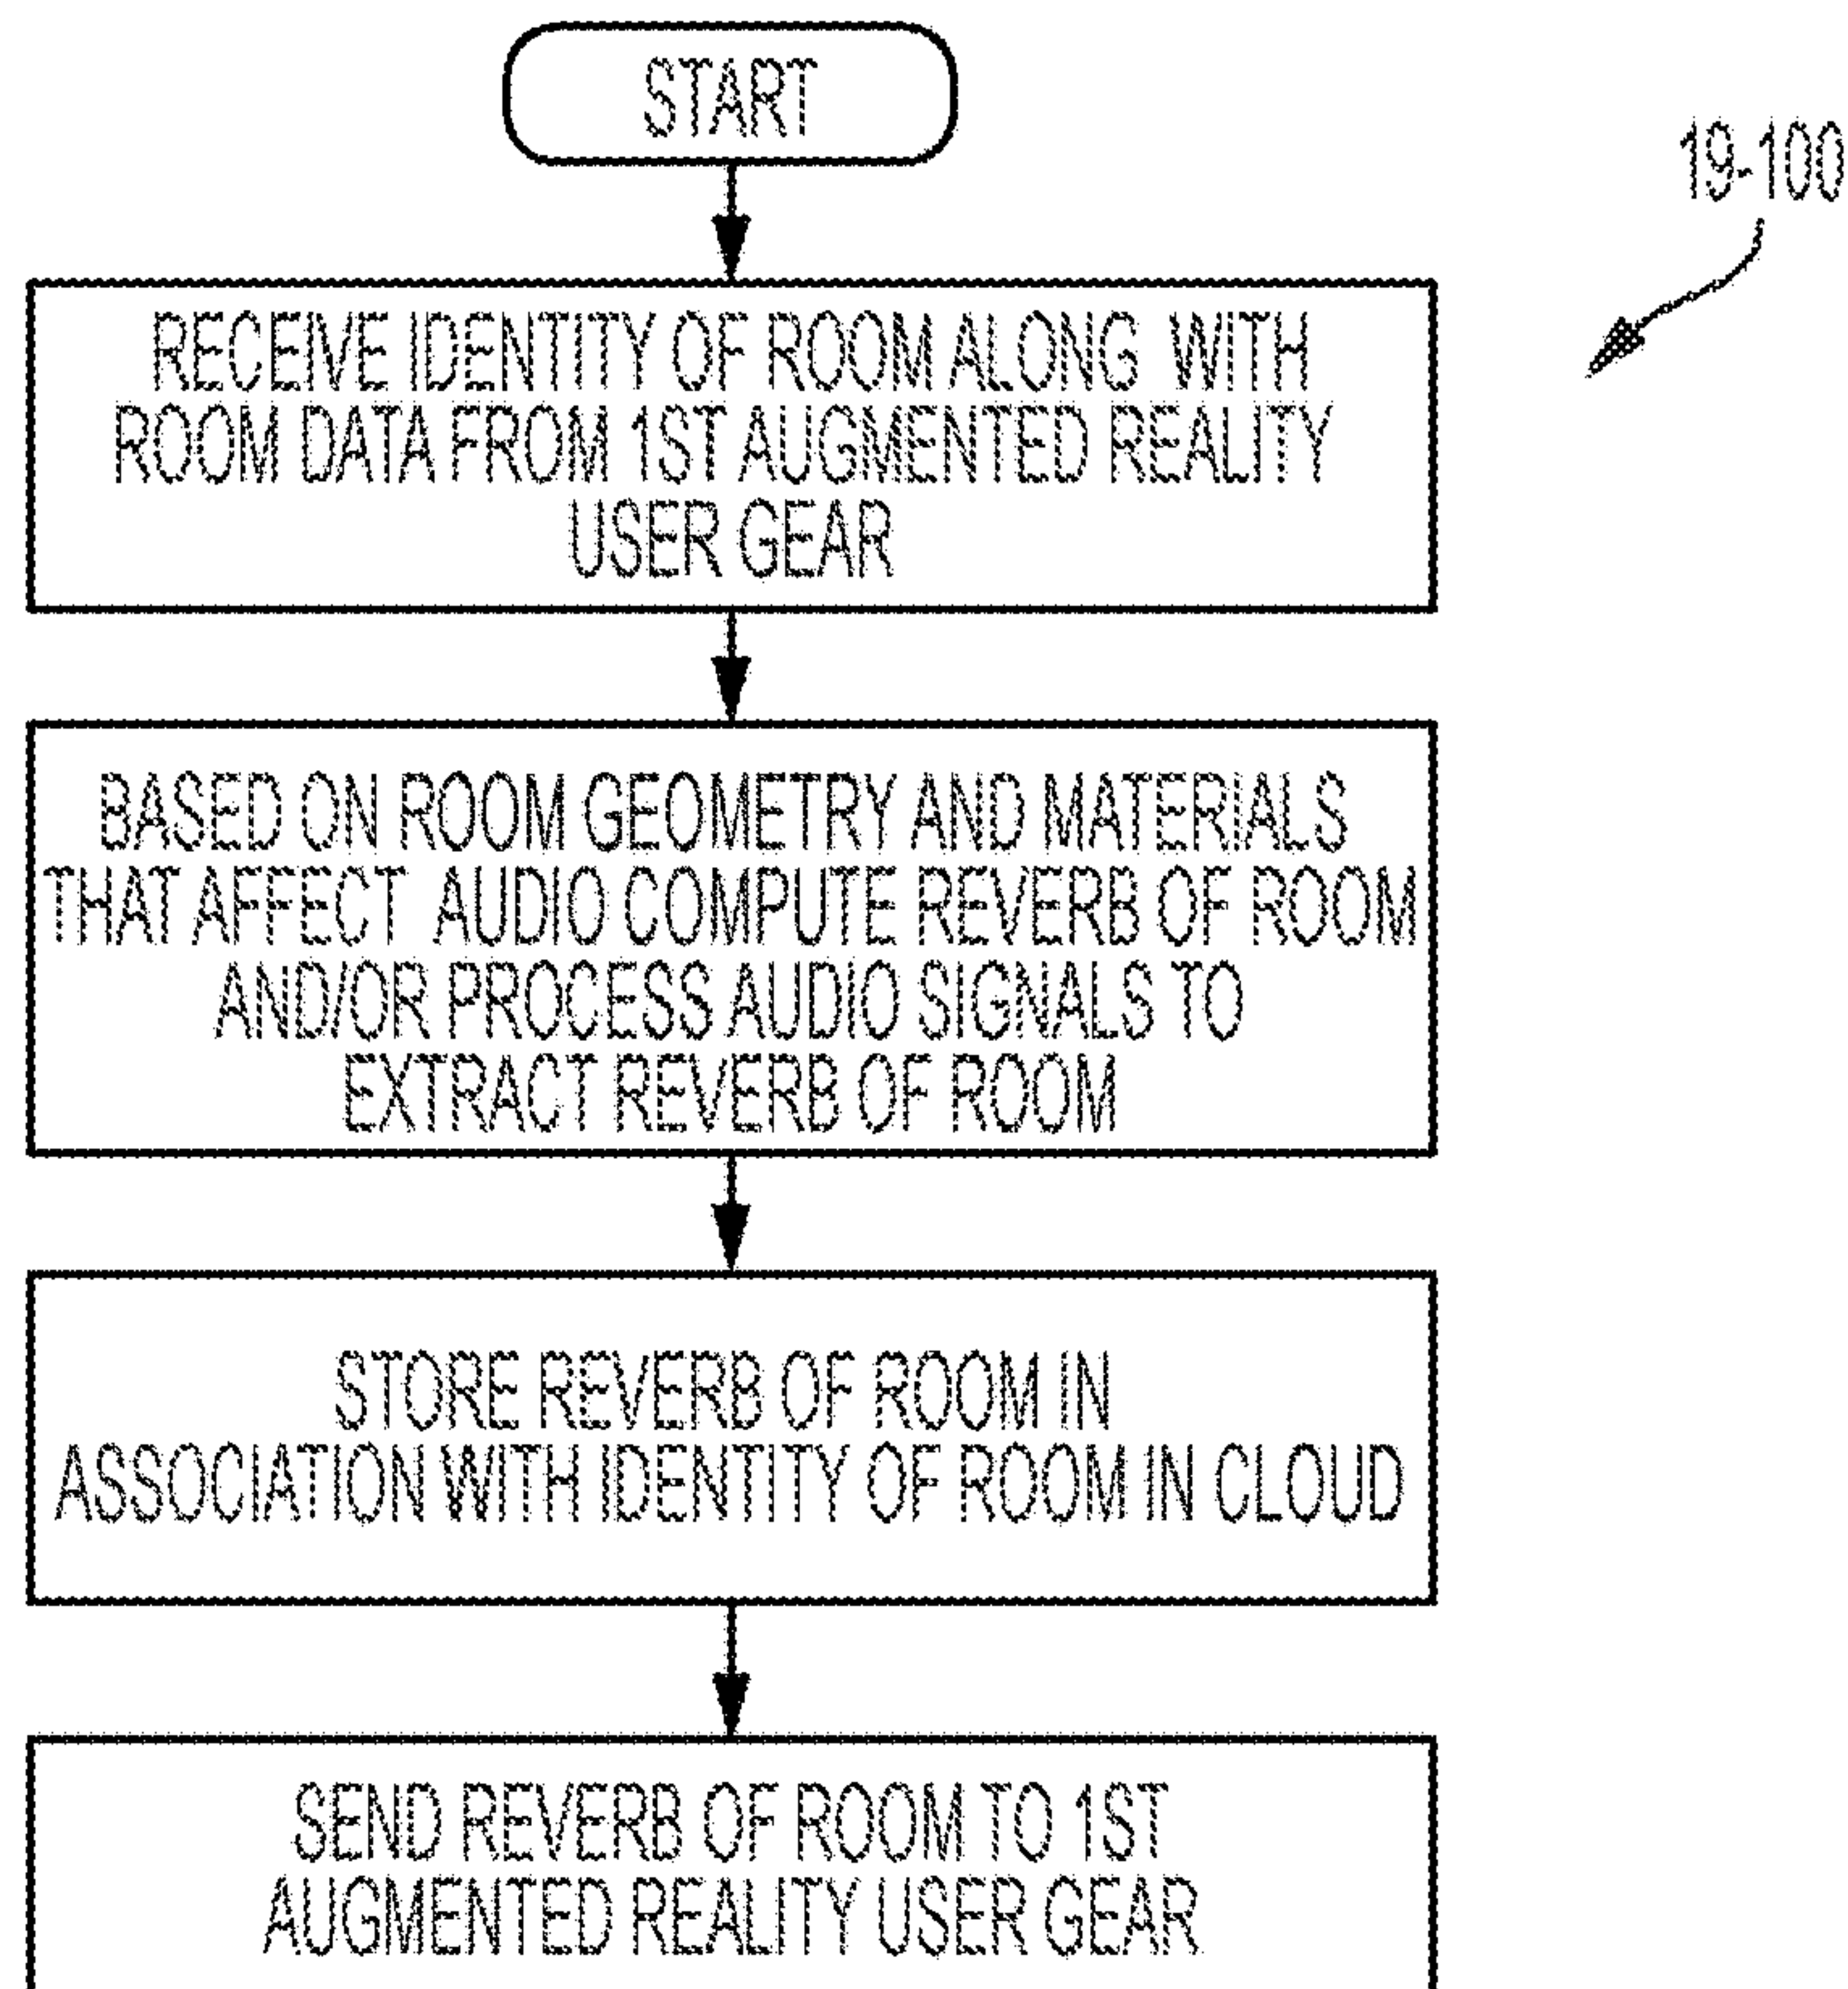 START
19-100
RECEIVE IDENTITY OF ROOM ALONG WITH
ROOM DATA FROM 1ST AUGMENTED REALITY
USER GEAR
BASED ON ROOM GEOMETRY AND MATERIALS
THAT AFFECT AUDIO COMPUTE REVERB OF ROOM
AND/OR PROCESS AUDIO SIGNALS TO
EXTRACT REVERB OF ROOM
STORE REVERB OF ROOM IN
ASSOCIATION WITH IDENTITY OF ROOM IN CLOUD
SEND REVERB OF ROOM TO 1ST
AUGMENTED REALITY USER GEAR